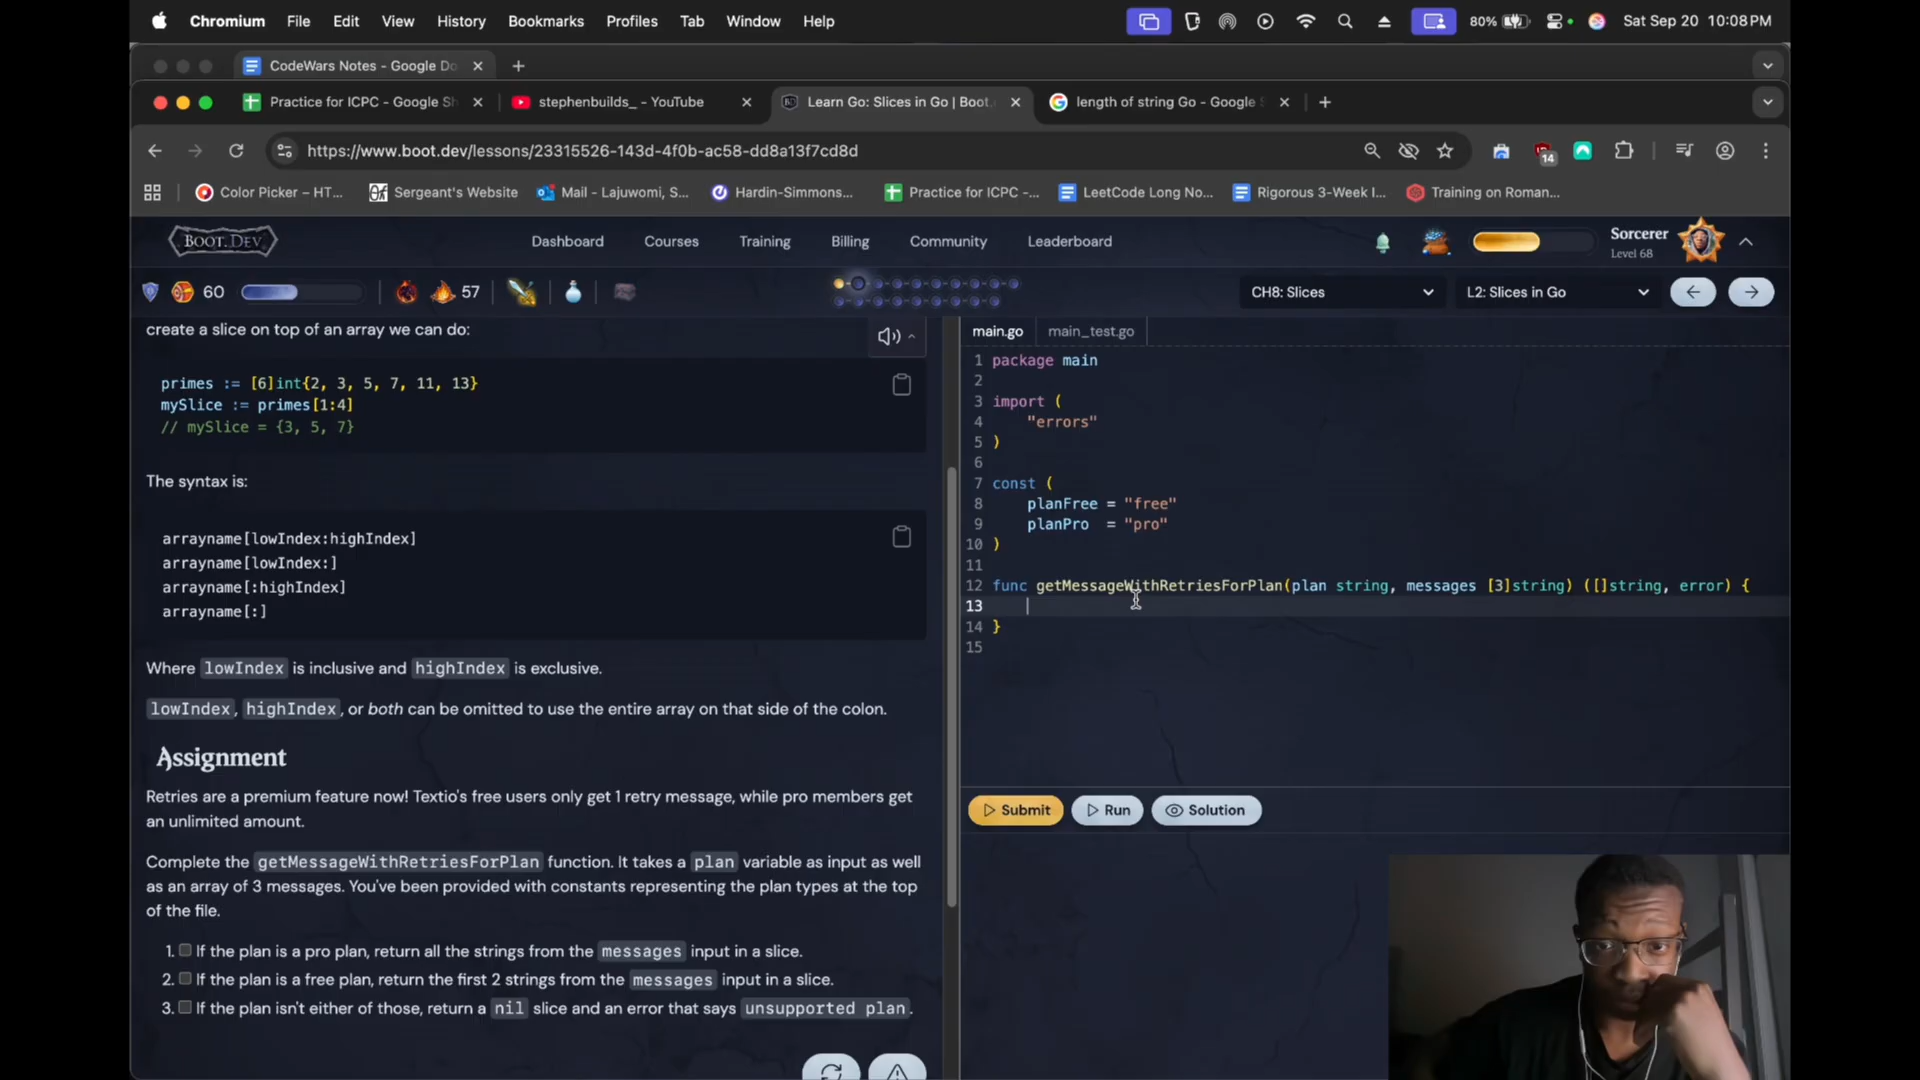 Chromium File Edit View History Bookmarks Profiles Tab Window Help 80% Sat Sep 20 10:08 PM
CodeWars Notes - Google Do
Practice for ICPC - Google Sh stephenbuilds_ - YouTube Learn Go: Slices in Go | Boot. length of string Go - Google S
https://www.boot.dev/lessons/23315526-143d-4f0b-ac58-dd8a13f7cd8d 14
Color Picker – HT... Sergeant's Website Mail - Lajuwomi, S... Hardin-Simmons... Practice for ICPC -... LeetCode Long No... Rigorous 3-Week I... Training on Roman...
BOOT.DEV Dashboard Courses Training Billing Community Leaderboard Sorcerer
Level 68
60 57 CH8: Slices L2: Slices in Go
create a slice on top of an array we can do:
primes := [6]int{2, 3, 5, 7, 11, 13}
mySlice := primes[1:4]
// mySlice = {3, 5, 7}
The syntax is:
arrayname[lowIndex:highIndex]
arrayname[lowIndex:]
arrayname[:highIndex]
arrayname[:]
Where lowIndex is inclusive and highIndex is exclusive.
lowIndex, highIndex, or both can be omitted to use the entire array on that side of the colon.
Assignment
Retries are a premium feature now! Textio's free users only get 1 retry message, while pro members get
an unlimited amount.
Complete the getMessageWithRetriesForPlan function. It takes a plan variable as input as well
as an array of 3 messages. You've been provided with constants representing the plan types at the top
of the file.
1. If the plan is a pro plan, return all the strings from the messages input in a slice.
2. If the plan is a free plan, return the first 2 strings from the messages input in a slice.
3. If the plan isn't either of those, return a nil slice and an error that says unsupported plan.
main.go main_test.go
1 package main
2
3 import (
4 "errors"
5 )
6
7 const (
8 planFree = "free"
9 planPro = "pro"
10 )
11
12 func getMessageWithRetriesForPlan(plan string, messages [3]string) ([]string, error) {
13
14 }
15
Submit Run Solution